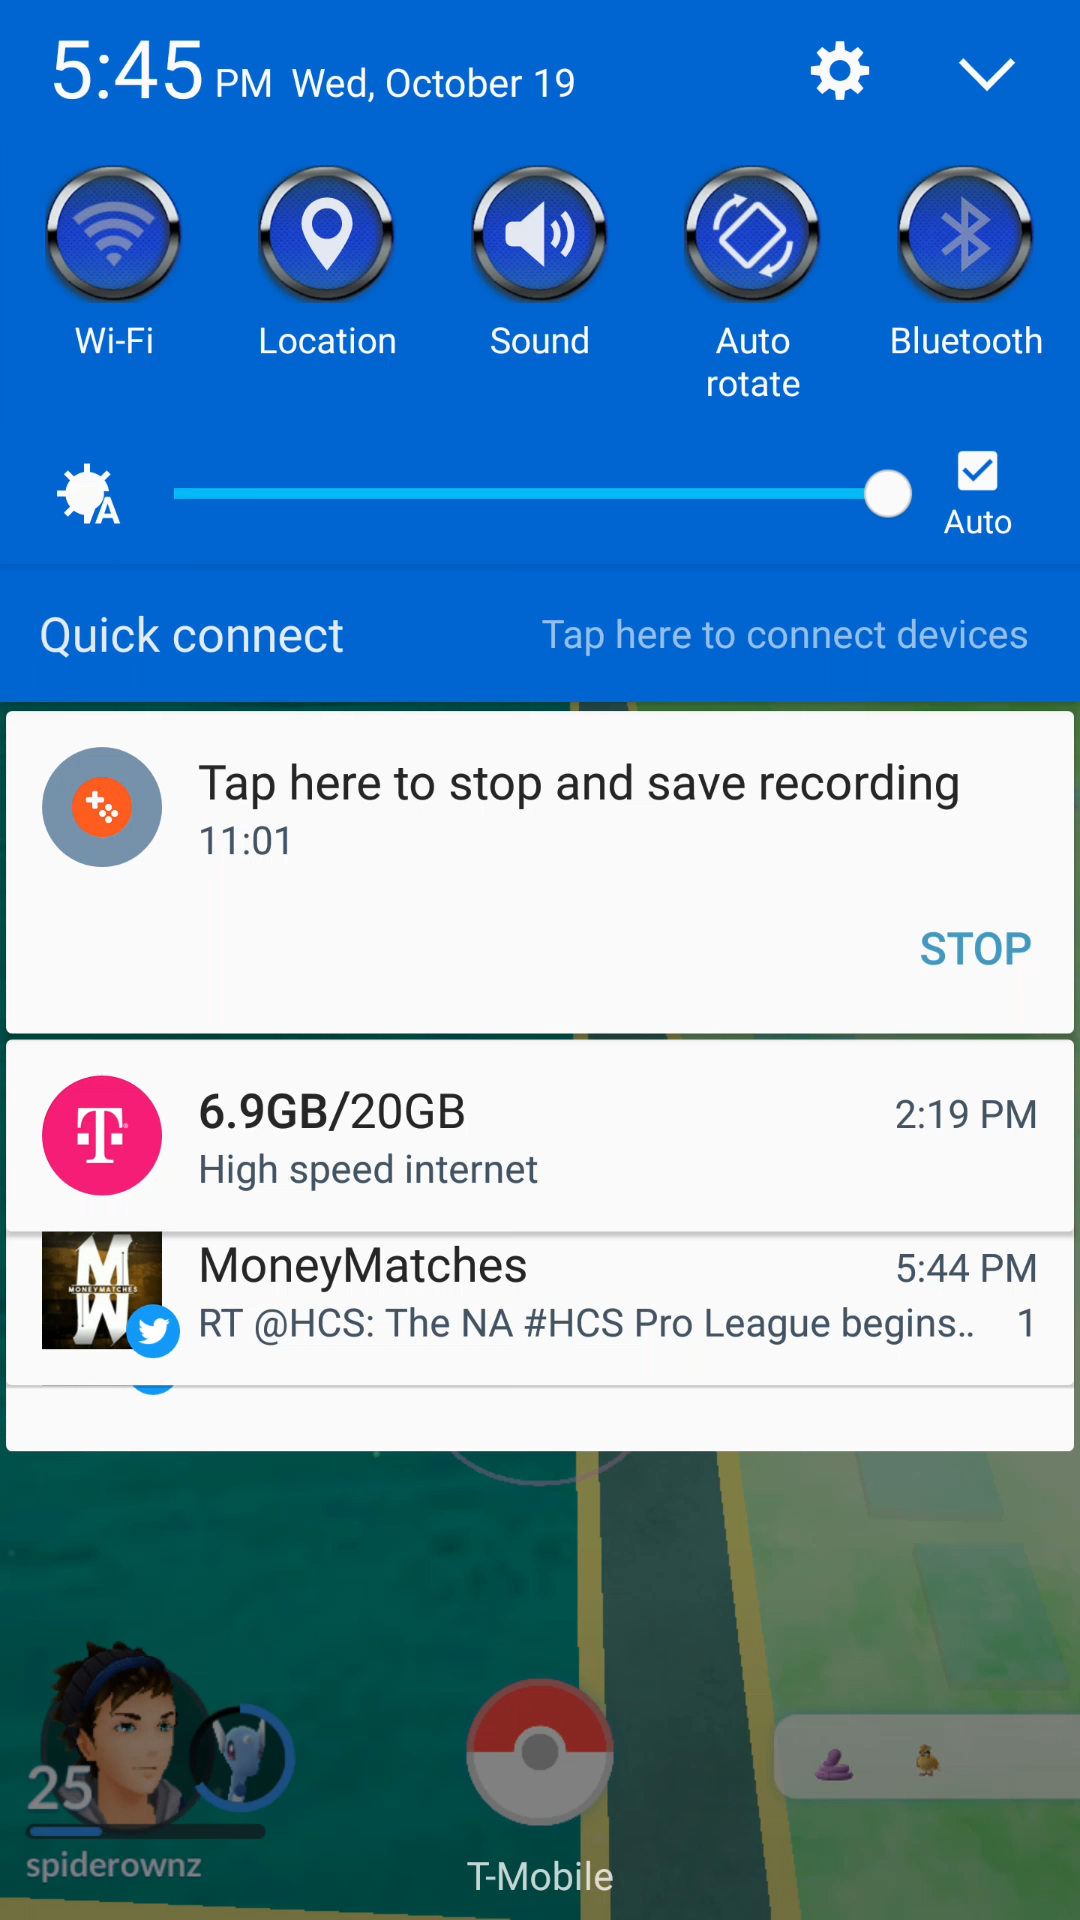 5:45 PM Wed, October 19
Wi-Fi
Location
Sound
Auto
rotate
Bluetooth
A
Auto
Quick connect
Tap here to connect devices
Tap here to stop and save recording
11:01
STOP
T
6.9GB/20GB
2:19 PM
High speed internet
M
MONEYMATCHES
W
MoneyMatches
5:44 PM
RT @HCS: The NA #HCS Pro League begins..
1
25
spiderownz
T-Mobile